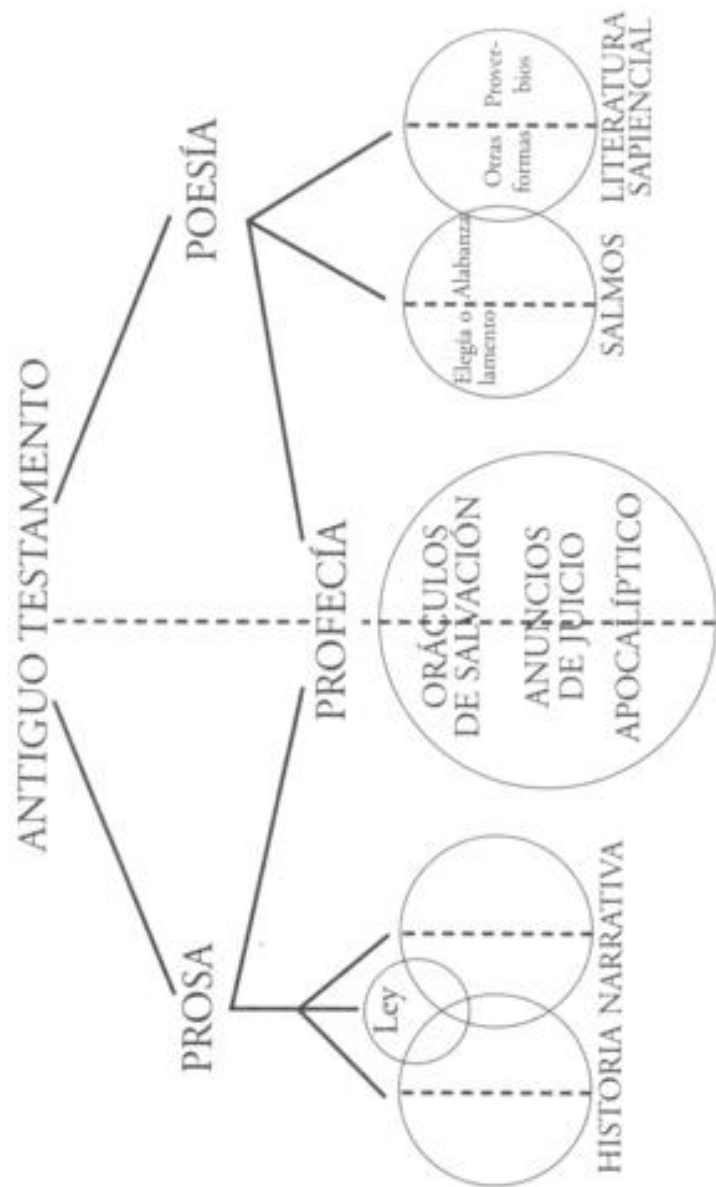 ANTIGUO TESTAMENTO
PROSA
POESÍA
PROFECÍA
Ley
HISTORIA NARRATIVA
ORÁCULOS
DE SALVACIÓN
ANUNCIOS
DE JUICIO
APOCALÍPTICO
Elegía o
lamento
Alabanza
SALMOS
Otras
formas
Prover-
bios
LITERATURA
SAPIENCIAL